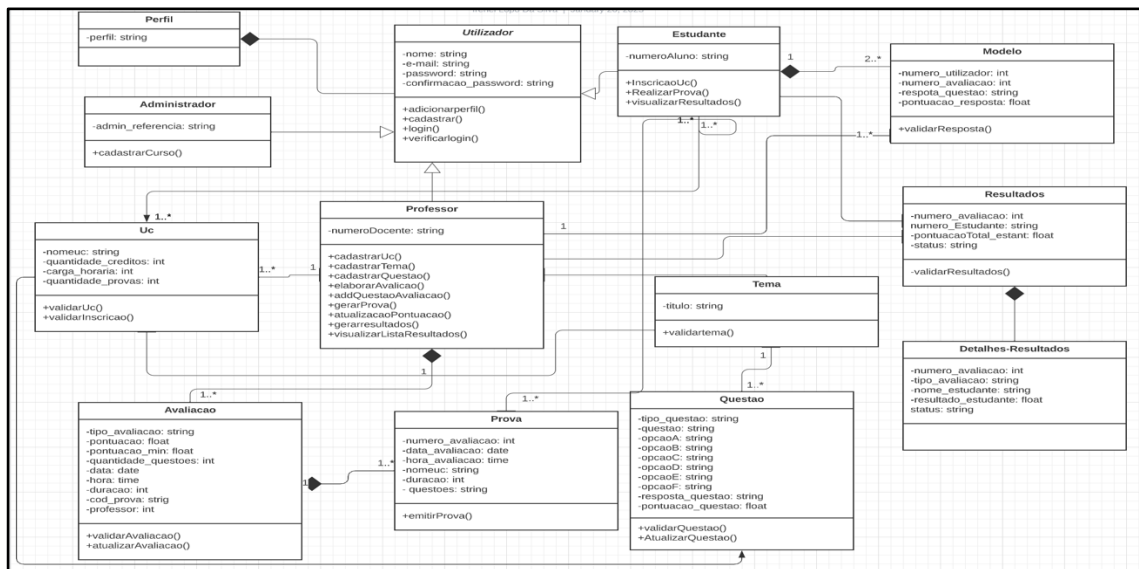 Perfil
-perfil: string
Utilizador
-nome: string
-e-mail: string
-password: string
-confirmacao_password: string
+adicionarperfil()
+cadastrar()
+login()
+verificarlogin()
Estudante
-numeroAluno: string
+InscricaoUc()
+RealizarProva()
+visualizarResultados()
1
2..*
Modelo
-numero_utilizador: int
-numero_avaliacao: int
-respota_questao: string
-pontuacao_resposta: float
+validarResposta()
Administrador
-admin_referencia: string
+cadastrarCurso()
1..*
1..*
1..*
1..*
Uc
-nomeuc: string
-quantidade_creditos: int
-carga_horaria: int
-quantidade_provas: int
+validarUc()
+validarInscricao()
1..*
1
Professor
-numeroDocente: string
+cadastrarUc()
+cadastrarTema()
+cadastrarQuestao()
+elaborarAvalicao()
+addQuestaoAvaliacao()
+gerarProva()
+atualizacaoPontuacao()
+gerarresultados()
+visualizarListaResultados()
1
Resultados
-numero_avaliacao: int
numero_Estudante: string
-pontuacaoTotal_estant: float
-status: string
-validarResultados()
Tema
-titulo: string
+validartema()
1
1
1..*
Detalhes-Resultados
-numero_avaliacao: int
-tipo_avaliacao: string
-nome_estudante: string
-resultado_estudante: float
status: string
1..*
Avaliacao
-tipo_avaliacao: string
-pontuacao: float
-pontuacao_min: float
-quantidade_questoes: int
-data: date
-hora: time
-duracao: int
-cod_prova: strig
-professor: int
+validarAvaliacao()
+atualizarAvaliacao()
1
1..*
1..*
Prova
-numero_avaliacao: int
-data_avaliacao: date
-hora_avaliacao: time
-nomeuc: string
-duracao: int
- questoes: string
+emitirProva()
Questao
-tipo_questao: string
-questao: string
-opcaoA: string
-opcaoB: string
-opcaoC: string
-opcaoD: string
-opcaoE: string
-opcaoF: string
-resposta_questao: string
-pontuacao_questao: float
+validarQuestao()
+AtualizarQuestao()